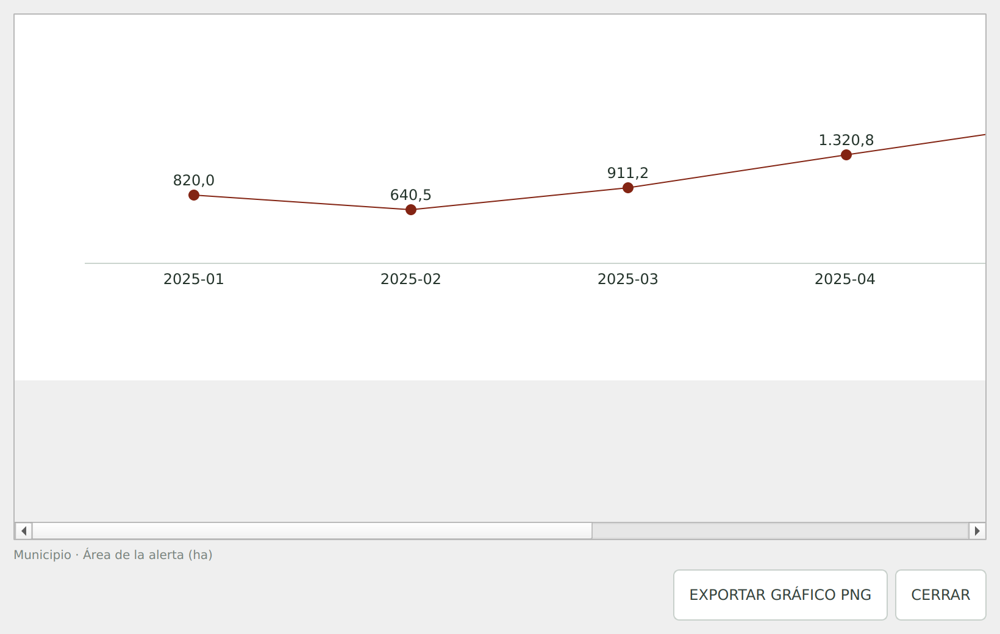 1.320,8
911,2
820,0
640,5
2025-01 2025-02 2025-03 2025-04
Municipio · Área de la alerta (ha)
EXPORTAR GRÁFICO PNG CERRAR